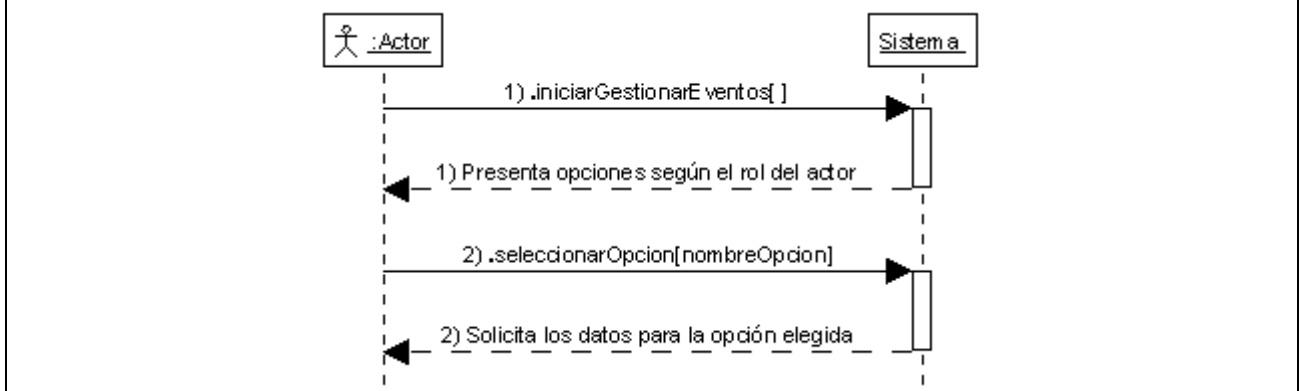 :Actor
Sistema
1) .iniciarGestionarEventos[ ]
1) Presenta opciones según el rol del actor
2) .seleccionarOpcion[nombreOpcion]
2) Solicita los datos para la opción elegida